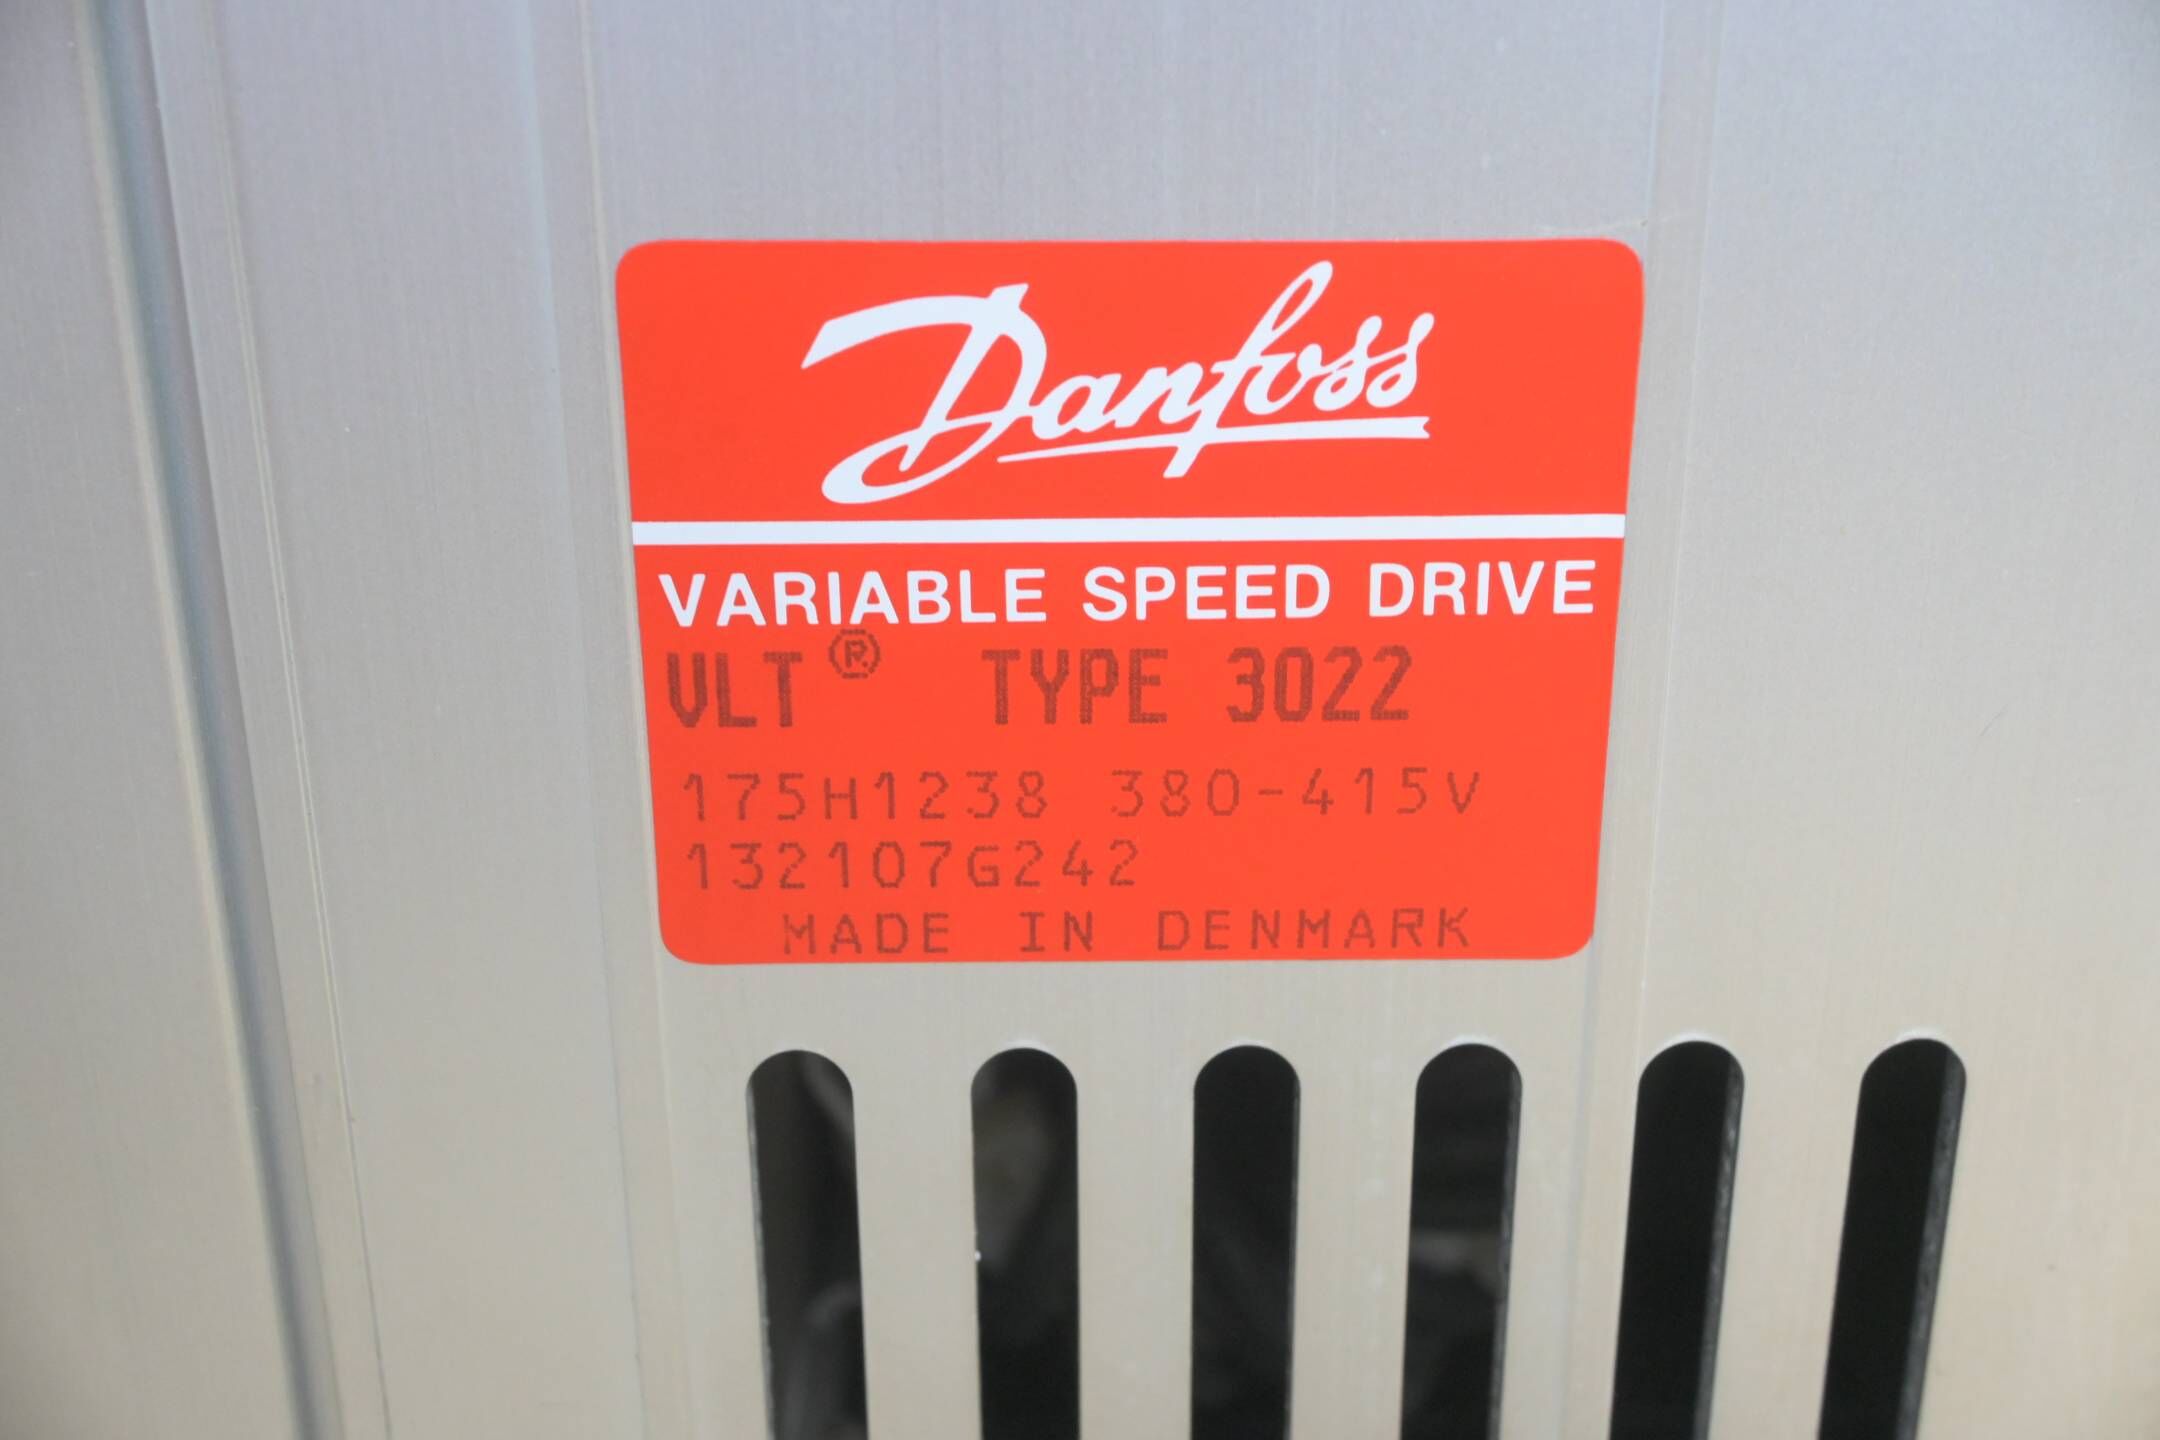 Danfoss
VARIABLE SPEED DRIVE
VLT® TYPE 3022
175H1238 380-415V
132107G242
MADE IN DENMARK